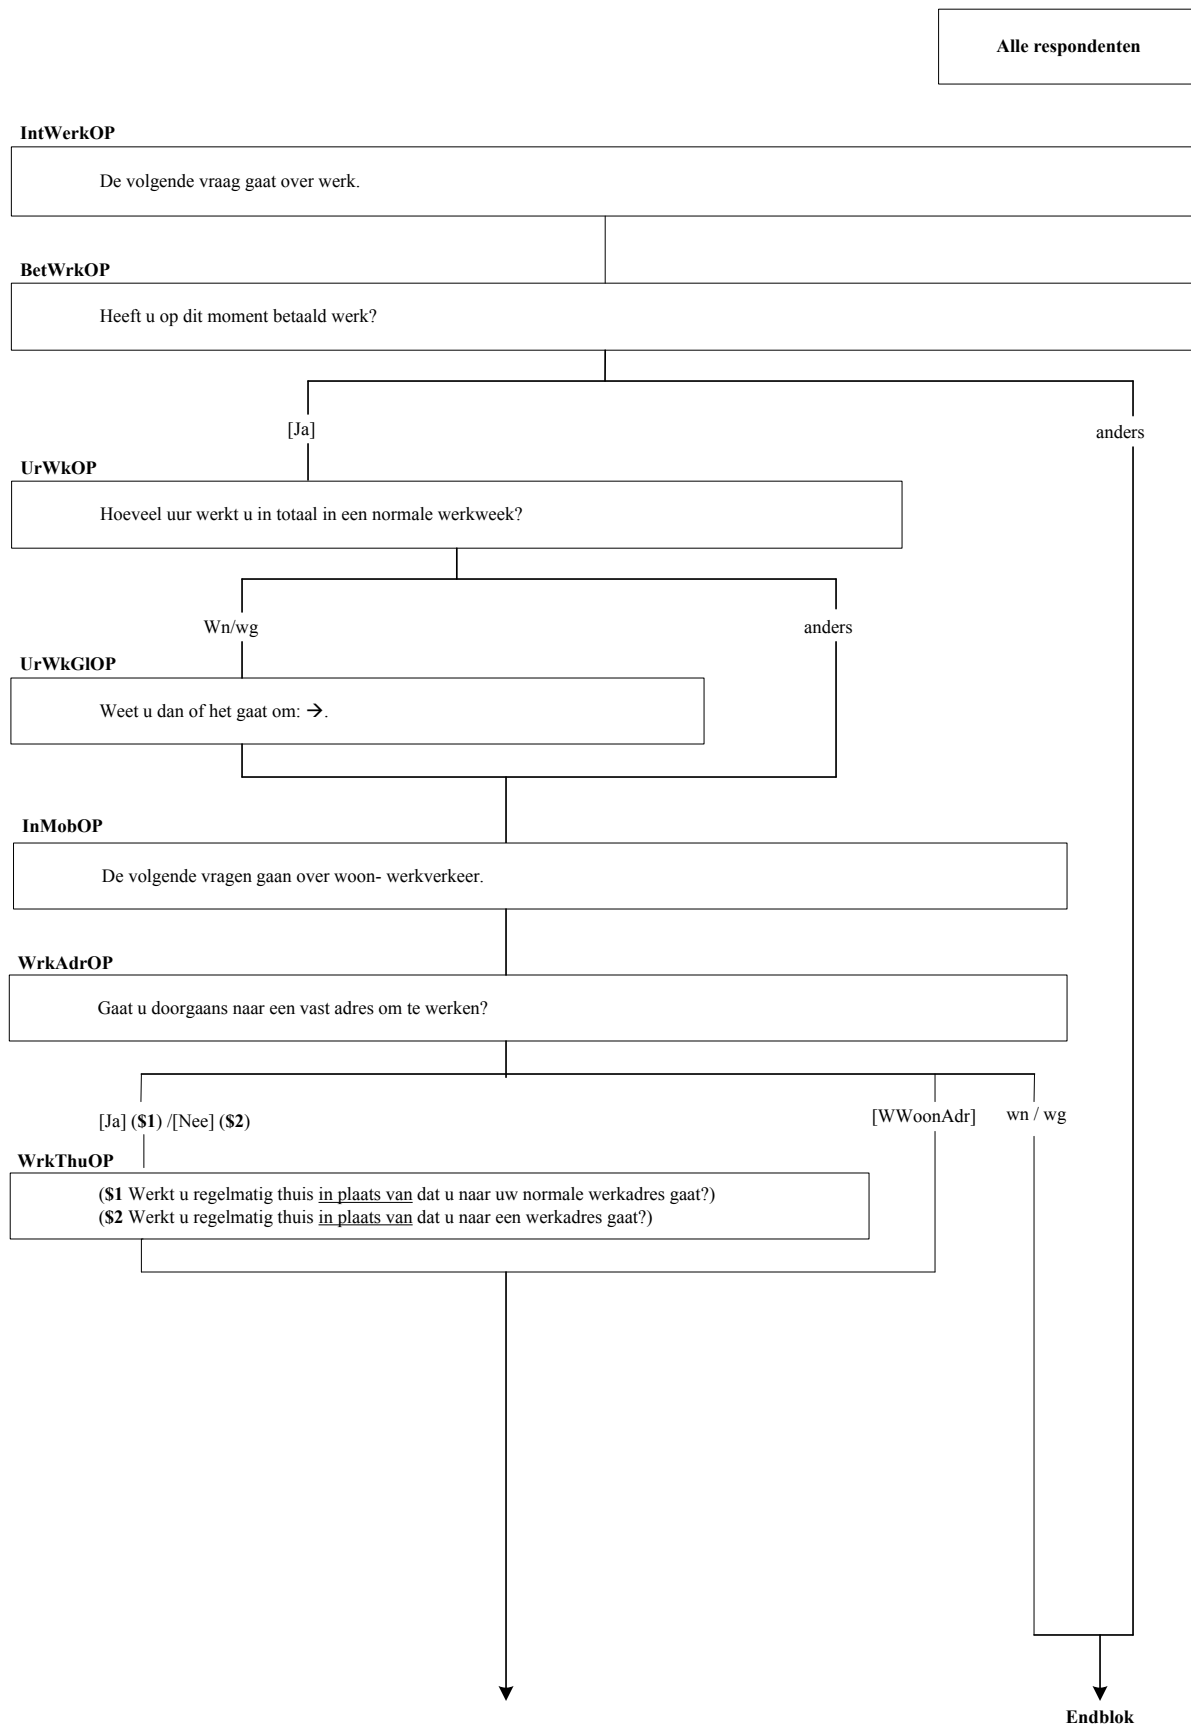 Alle respondenten
IntWerkOP
De volgende vraag gaat over werk.
BetWrkOP
Heeft u op dit moment betaald werk?
[Ja]
anders
UrWkOP
Hoeveel uur werkt u in totaal in een normale werkweek?
Wn/wg
anders
UrWkGlOP
Weet u dan of het gaat om: →.
InMobOP
De volgende vragen gaan over woon- werkverkeer.
WrkAdrOP
Gaat u doorgaans naar een vast adres om te werken?
[Ja] ($1) /[Nee] ($2)
[WWoonAdr]
wn / wg
WrkThuOP
($1 Werkt u regelmatig thuis in plaats van dat u naar uw normale werkadres gaat?)
($2 Werkt u regelmatig thuis in plaats van dat u naar een werkadres gaat?)
Endblok